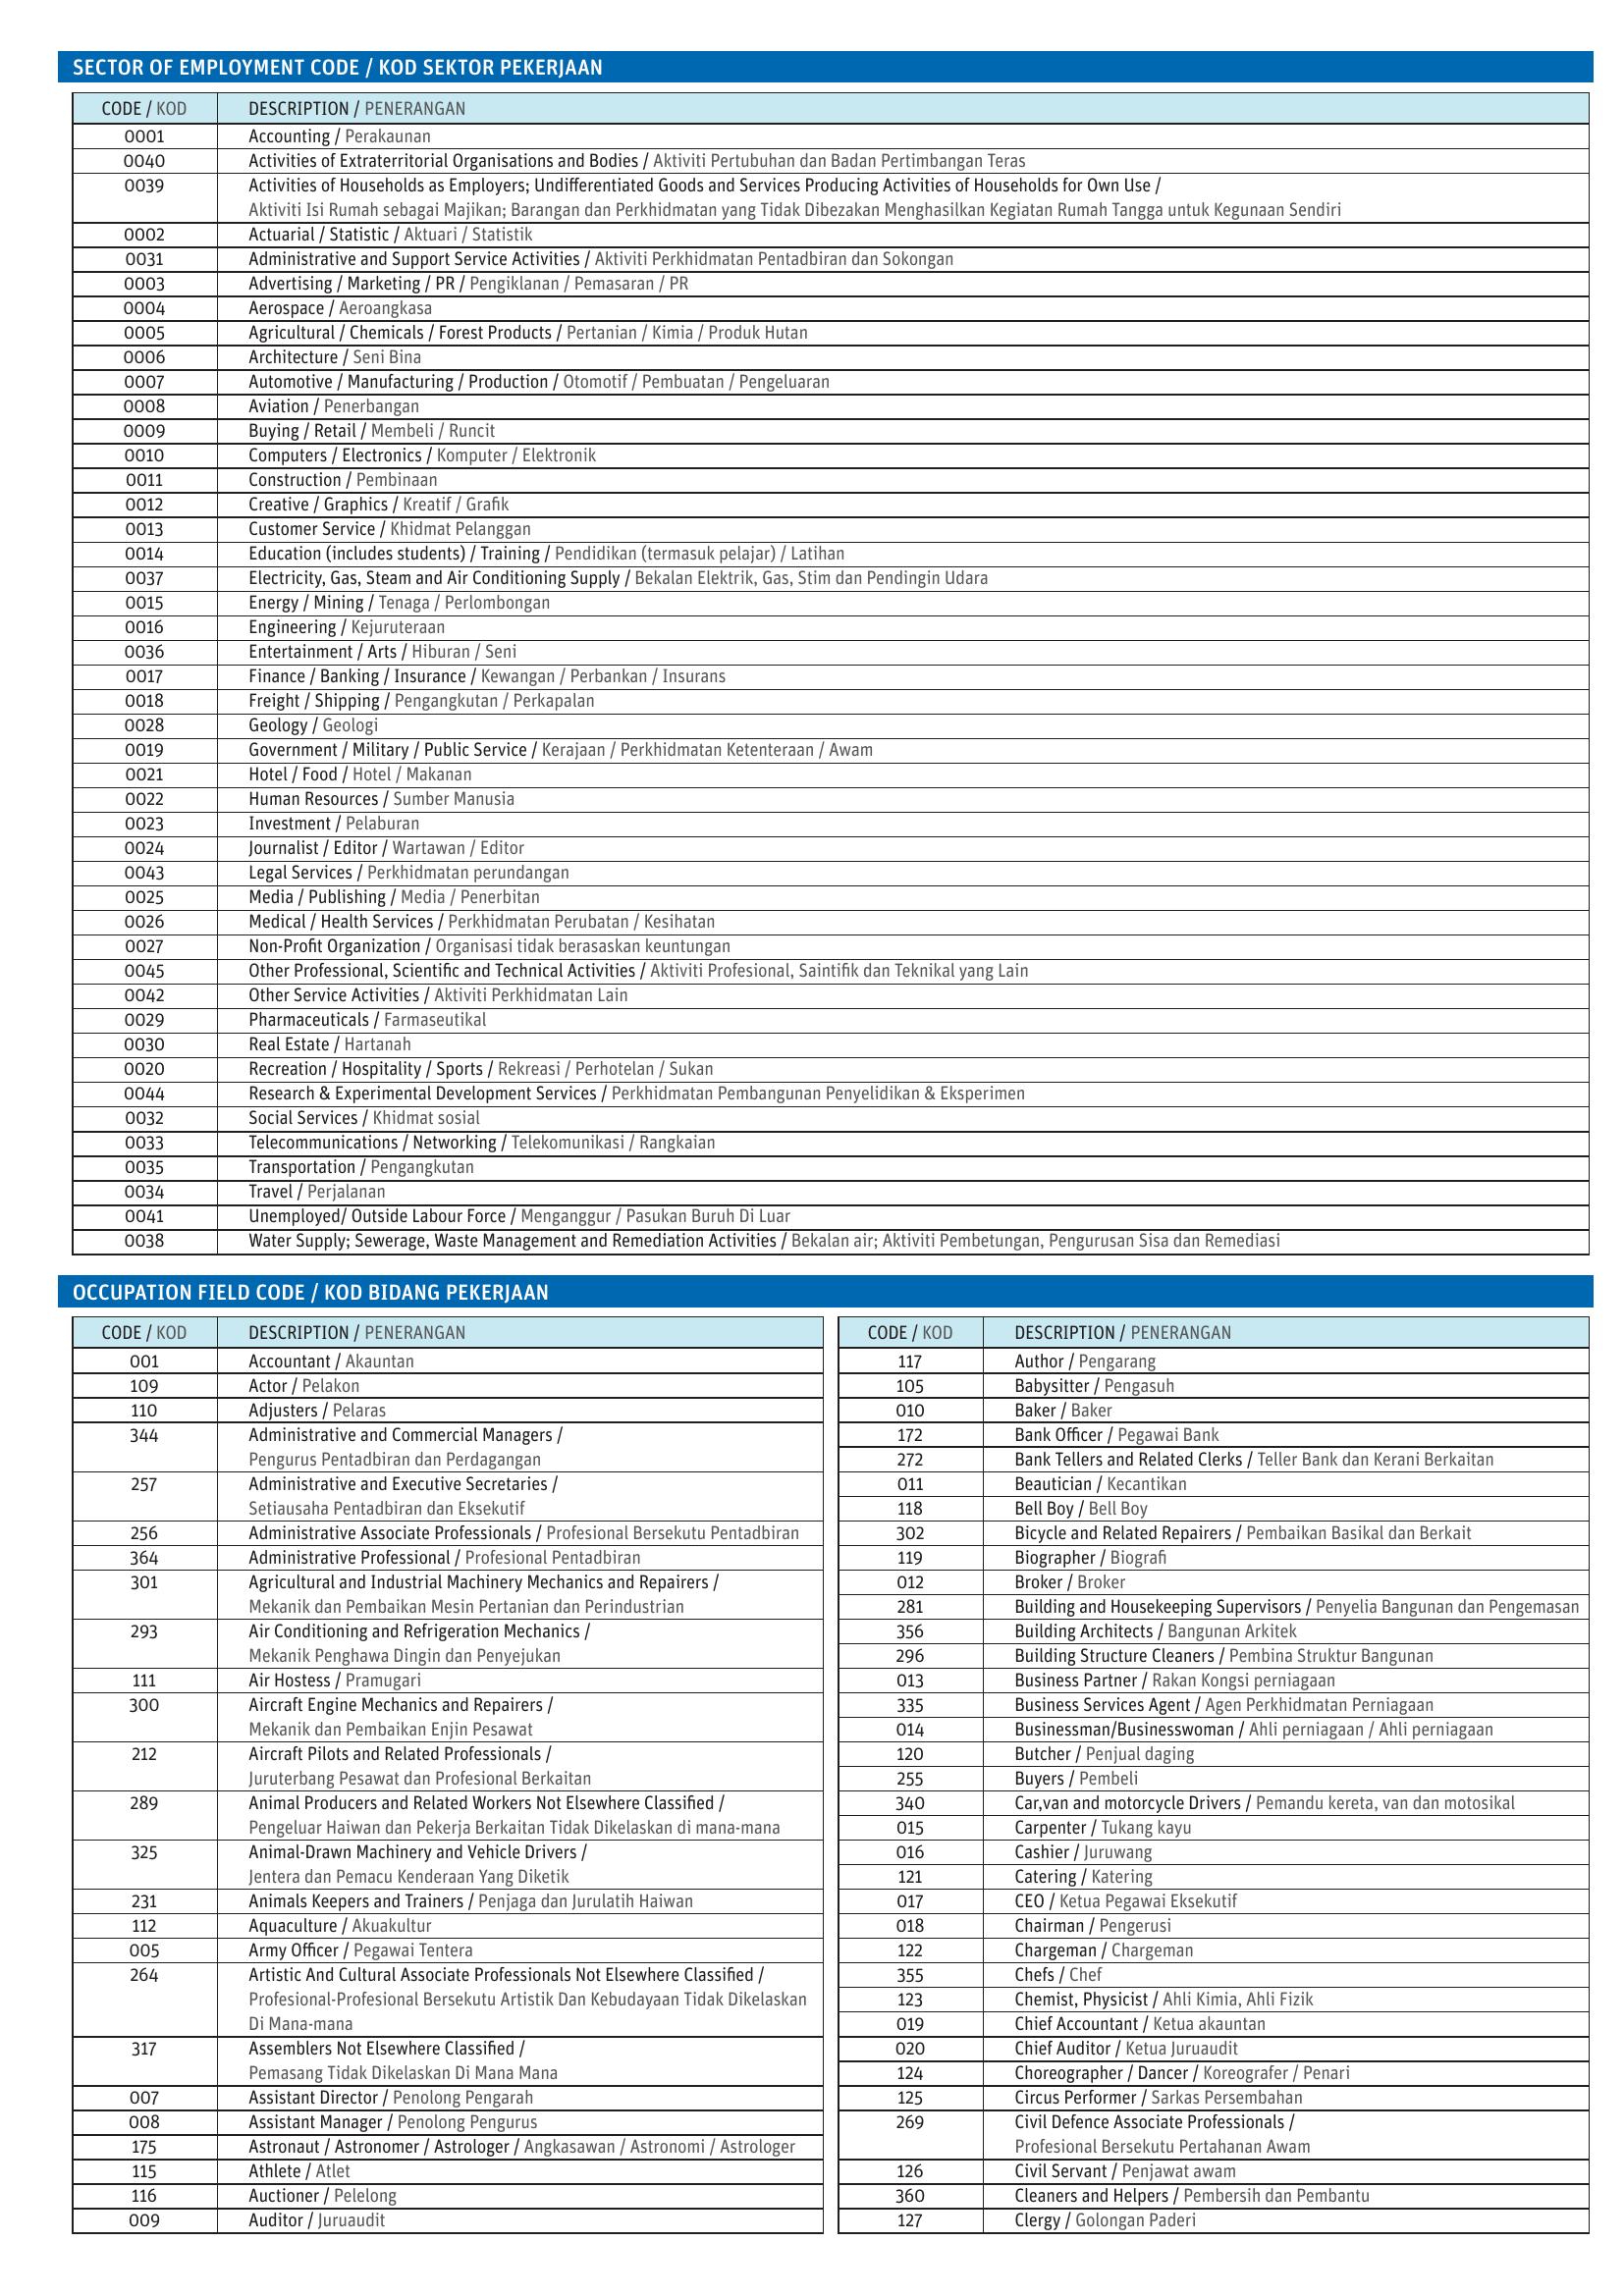 SECTOR OF EMPLOYMENT CODE / KOD SEKTOR PEKERJAAN
CODE / KOD DESCRIPTION / PENERANGAN
0001 Accounting / Perakaunan
0040 Activities of Extraterritorial Organisations and Bodies / Aktiviti Pertubuhan dan Badan Pertimbangan Teras
0039 Activities of Households as Employers; Undifferentiated Goods and Services Producing Activities of Households for Own Use /
Aktiviti Isi Rumah sebagai Majikan; Barangan dan Perkhidmatan yang Tidak Dibezakan Menghasilkan Kegiatan Rumah Tangga untuk Kegunaan Sendiri
0002 Actuarial / Statistic / Aktuari / Statistik
0031 Administrative and Support Service Activities / Aktiviti Perkhidmatan Pentadbiran dan Sokongan
0003 Advertising / Marketing / PR / Pengiklanan / Pemasaran / PR
0004 Aerospace / Aeroangkasa
0005 Agricultural / Chemicals / Forest Products / Pertanian / Kimia / Produk Hutan
0006 Architecture / Seni Bina
0007 Automotive / Manufacturing / Production / Otomotif / Pembuatan / Pengeluaran
0008 Aviation / Penerbangan
0009 Buying / Retail / Membeli / Runcit
0010 Computers / Electronics / Komputer / Elektronik
0011 Construction / Pembinaan
0012 Creative / Graphics / Kreatif / Grafik
0013 Customer Service / Khidmat Pelanggan
0014 Education (includes students) / Training / Pendidikan (termasuk pelajar) / Latihan
0037 Electricity, Gas, Steam and Air Conditioning Supply / Bekalan Elektrik, Gas, Stim dan Pendingin Udara
0015 Energy / Mining / Tenaga / Perlombongan
0016 Engineering / Kejuruteraan
0036 Entertainment / Arts / Hiburan / Seni
0017 Finance / Banking / Insurance / Kewangan / Perbankan / Insurans
0018 Freight / Shipping / Pengangkutan / Perkapalan
0028 Geology / Geologi
0019 Government / Military / Public Service / Kerajaan / Perkhidmatan Ketenteraan / Awam
0021 Hotel / Food / Hotel / Makanan
0022 Human Resources / Sumber Manusia
0023 Investment / Pelaburan
0024 Journalist / Editor / Wartawan / Editor
0043 Legal Services / Perkhidmatan perundangan
0025 Media / Publishing / Media / Penerbitan
0026 Medical / Health Services / Perkhidmatan Perubatan / Kesihatan
0027 Non-Profit Organization / Organisasi tidak berasaskan keuntungan
0045 Other Professional, Scientific and Technical Activities / Aktiviti Profesional, Saintifik dan Teknikal yang Lain
0042 Other Service Activities / Aktiviti Perkhidmatan Lain
0029 Pharmaceuticals / Farmaseutikal
0030 Real Estate / Hartanah
0020 Recreation / Hospitality / Sports / Rekreasi / Perhotelan / Sukan
0044 Research & Experimental Development Services / Perkhidmatan Pembangunan Penyelidikan & Eksperimen
0032 Social Services / Khidmat sosial
0033 Telecommunications / Networking / Telekomunikasi / Rangkaian
0035 Transportation / Pengangkutan
0034 Travel / Perjalanan
0041 Unemployed/ Outside Labour Force / Menganggur / Pasukan Buruh Di Luar
0038 Water Supply; Sewerage, Waste Management and Remediation Activities / Bekalan air; Aktiviti Pembetungan, Pengurusan Sisa dan Remediasi
OCCUPATION FIELD CODE / KOD BIDANG PEKERJAAN
CODE / KOD DESCRIPTION / PENERANGAN
001 Accountant / Akauntan
109 Actor / Pelakon
110 Adjusters / Pelaras
344 Administrative and Commercial Managers /
Pengurus Pentadbiran dan Perdagangan
257 Administrative and Executive Secretaries /
Setiausaha Pentadbiran dan Eksekutif
256 Administrative Associate Professionals / Profesional Bersekutu Pentadbiran
364 Administrative Professional / Profesional Pentadbiran
301 Agricultural and Industrial Machinery Mechanics and Repairers /
Mekanik dan Pembaikan Mesin Pertanian dan Perindustrian
293 Air Conditioning and Refrigeration Mechanics /
Mekanik Penghawa Dingin dan Penyejukan
111 Air Hostess / Pramugari
300 Aircraft Engine Mechanics and Repairers /
Mekanik dan Pembaikan Enjin Pesawat
212 Aircraft Pilots and Related Professionals /
Juruterbang Pesawat dan Profesional Berkaitan
289 Animal Producers and Related Workers Not Elsewhere Classified /
Pengeluar Haiwan dan Pekerja Berkaitan Tidak Dikelaskan di mana-mana
325 Animal-Drawn Machinery and Vehicle Drivers /
Jentera dan Pemacu Kenderaan Yang Diketik
231 Animals Keepers and Trainers / Penjaga dan Jurulatih Haiwan
112 Aquaculture / Akuakultur
005 Army Officer / Pegawai Tentera
264 Artistic And Cultural Associate Professionals Not Elsewhere Classified /
Profesional-Profesional Bersekutu Artistik Dan Kebudayaan Tidak Dikelaskan
Di Mana-mana
317 Assemblers Not Elsewhere Classified /
Pemasang Tidak Dikelaskan Di Mana Mana
007 Assistant Director / Penolong Pengarah
008 Assistant Manager / Penolong Pengurus
175 Astronaut / Astronomer / Astrologer / Angkasawan / Astronomi / Astrologer
115 Athlete / Atlet
116 Auctioner / Pelelong
009 Auditor / Juruaudit
CODE / KOD DESCRIPTION / PENERANGAN
117 Author / Pengarang
105 Babysitter / Pengasuh
010 Baker / Baker
172 Bank Officer / Pegawai Bank
272 Bank Tellers and Related Clerks / Teller Bank dan Kerani Berkaitan
011 Beautician / Kecantikan
118 Bell Boy / Bell Boy
302 Bicycle and Related Repairers / Pembaikan Basikal dan Berkait
119 Biographer / Biografi
012 Broker / Broker
281 Building and Housekeeping Supervisors / Penyelia Bangunan dan Pengemasan
356 Building Architects / Bangunan Arkitek
296 Building Structure Cleaners / Pembina Struktur Bangunan
013 Business Partner / Rakan Kongsi perniagaan
335 Business Services Agent / Agen Perkhidmatan Perniagaan
014 Businessman/Businesswoman / Ahli perniagaan / Ahli perniagaan
120 Butcher / Penjual daging
255 Buyers / Pembeli
340 Car,van and motorcycle Drivers / Pemandu kereta, van dan motosikal
015 Carpenter / Tukang kayu
016 Cashier / Juruwang
121 Catering / Katering
017 CEO / Ketua Pegawai Eksekutif
018 Chairman / Pengerusi
122 Chargeman / Chargeman
355 Chefs / Chef
123 Chemist, Physicist / Ahli Kimia, Ahli Fizik
019 Chief Accountant / Ketua akauntan
020 Chief Auditor / Ketua Juruaudit
124 Choreographer / Dancer / Koreografer / Penari
125 Circus Performer / Sarkas Persembahan
269 Civil Defence Associate Professionals /
Profesional Bersekutu Pertahanan Awam
126 Civil Servant / Penjawat awam
360 Cleaners and Helpers / Pembersih dan Pembantu
127 Clergy / Golongan Paderi